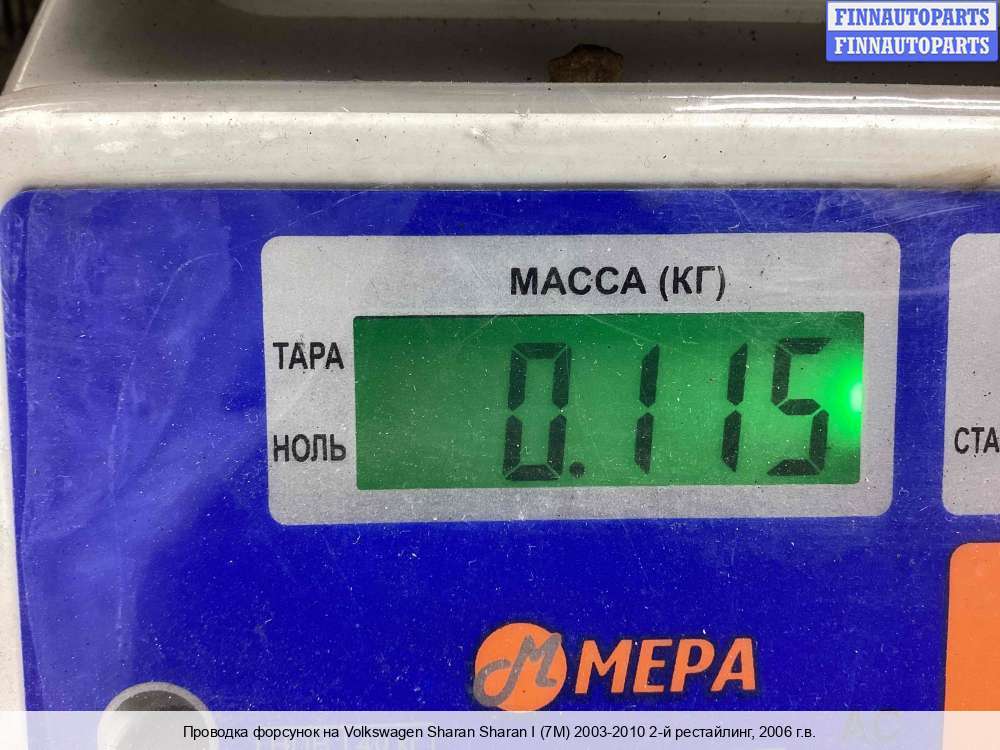 FINNAUTOPARTS
FINNAUTOPARTS
МАССА (КГ)
ТАРА
0.115
НОЛЬ
СТА
МЕРА
АС
Проводка форсунок на Volkswagen Sharan Sharan I (7M) 2003-2010 2-й рестайлинг, 2006 г.в.